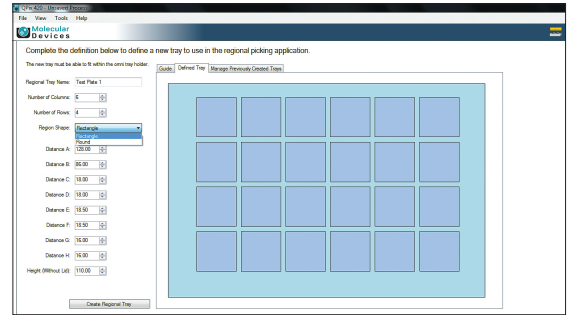 QPix 420 - Unsaved Process
File View Tools Help
Molecular
Devices
Complete the definition below to define a new tray to use in the regional picking application.
The new tray must be able to fit within the omni tray holder.
Guide Defined Tray Manage Previously Created Trays
Regional Tray Name: Test Plate 1
Number of Columns: 6
Number of Rows: 4
Region Shape: Rectangle
Rectangle
Round
Distance A: 128.00
Distance B: 86.00
Distance C: 18.00
Distance D: 18.00
Distance E: 18.50
Distance F: 18.50
Distance G: 16.00
Distance H: 16.00
Height (Without Lid): 110.00
Create Regional Tray